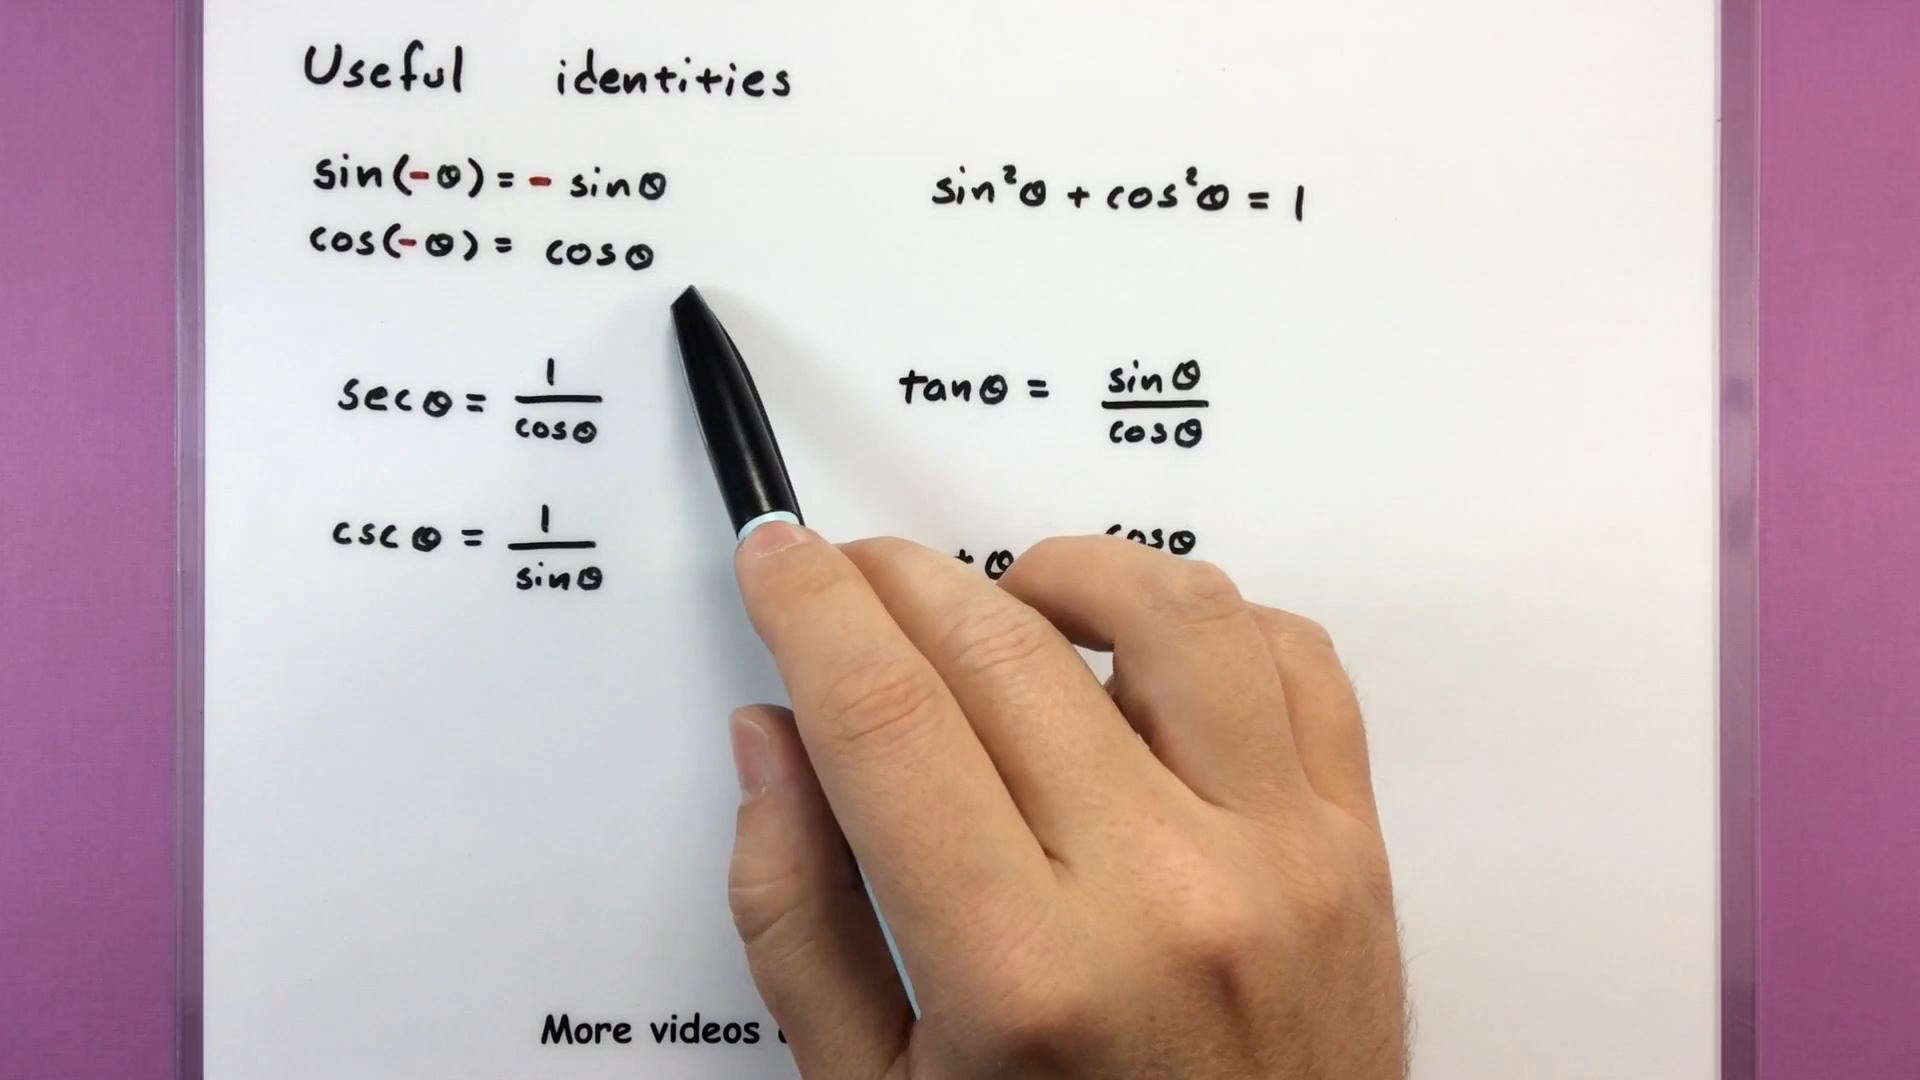 Useful identities
sin(-θ) = - sinθ
cos(-θ) = cosθ
sin²θ + cos²θ = 1
secθ = 1/cosθ
tanθ = sinθ/cosθ
cscθ = 1/sinθ
θ cosθ
More videos